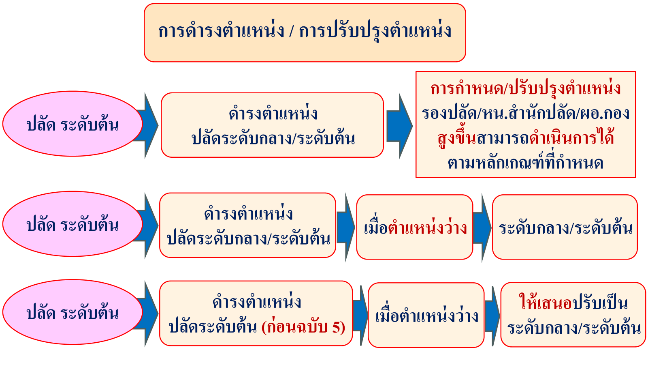 การดำรงตำแหน่ง / การปรับปรุงตำแหน่ง
ปลัด ระดับต้น
ดำรงตำแหน่ง
ปลัดระดับกลาง/ระดับต้น
การกำหนด/ปรับปรุงตำแหน่ง
รองปลัด/หน.สำนักปลัด/ผอ.กอง
สูงขึ้นสามารถดำเนินการได้
ตามหลักเกณฑ์ที่กำหนด
ปลัด ระดับต้น
ดำรงตำแหน่ง
ปลัดระดับกลาง/ระดับต้น
เมื่อตำแหน่งว่าง
ระดับกลาง/ระดับต้น
ปลัด ระดับต้น
ดำรงตำแหน่ง
ปลัดระดับต้น (ก่อนฉบับ 5)
เมื่อตำแหน่งว่าง
ให้เสนอปรับเป็น
ระดับกลาง/ระดับต้น